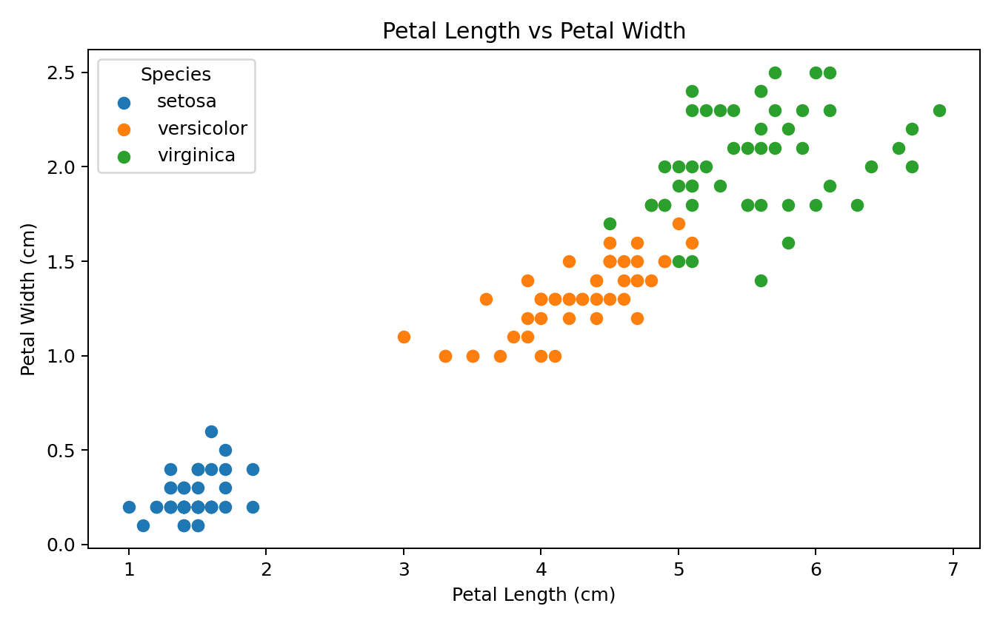 Petal Length vs Petal Width
Species
setosa
versicolor
virginica
Petal Width (cm)
2.5
2.0
1.5
1.0
0.5
0.0
1 2 3 4 5 6 7
Petal Length (cm)